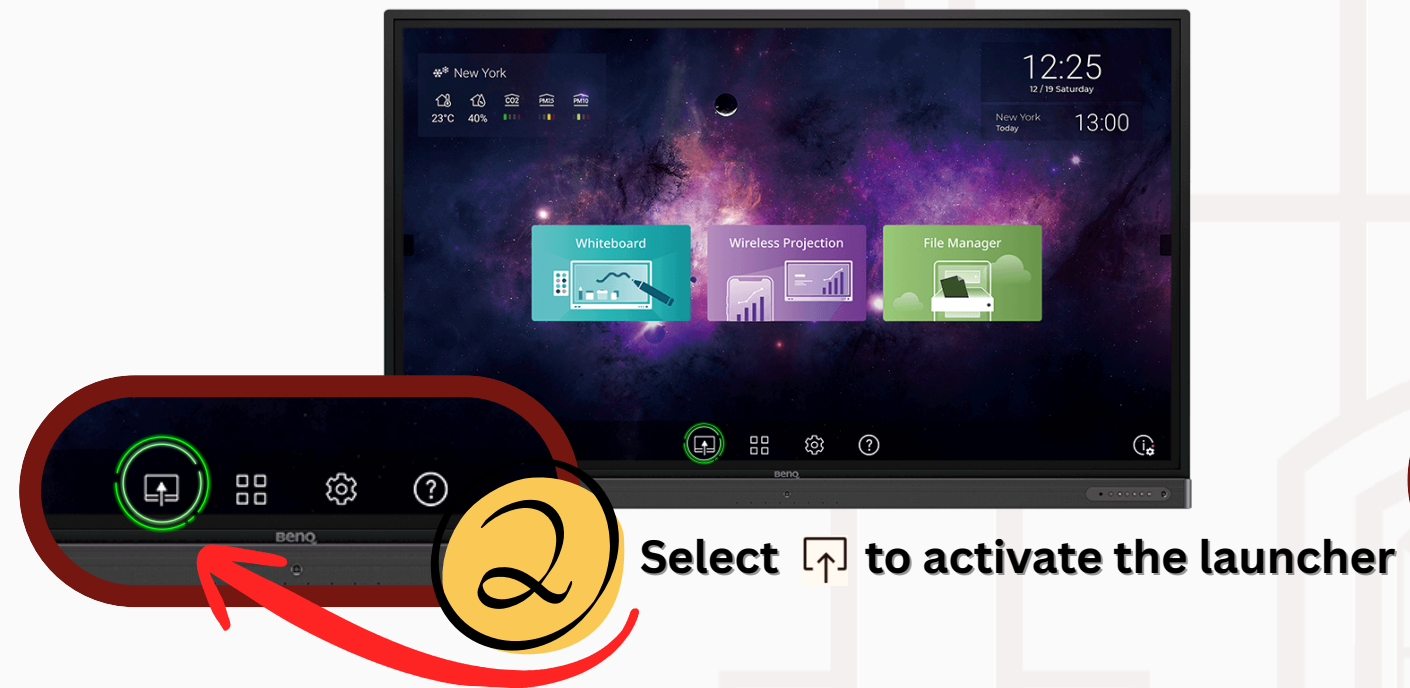 New York
CO2 PM2.5 PM10
23°C 40%
12:25
12 / 19 Saturday
New York
Today
13:00
Whiteboard
Wireless Projection
File Manager
?
BenQ
?
BenQ
2
Select to activate the launcher